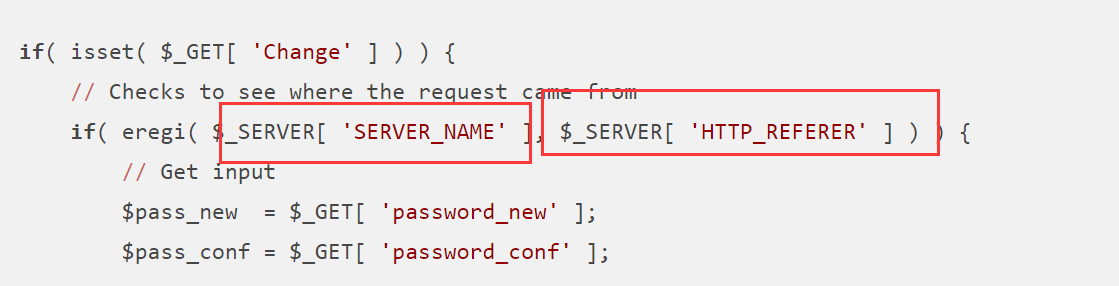 if( isset( $_GET[ 'Change' ] ) ) {
// Checks to see where the request came from
if( eregi( $_SERVER[ 'SERVER_NAME' ], $_SERVER[ 'HTTP_REFERER' ] ) ) {
// Get input
$pass_new  = $_GET[ 'password_new' ];
$pass_conf = $_GET[ 'password_conf' ];